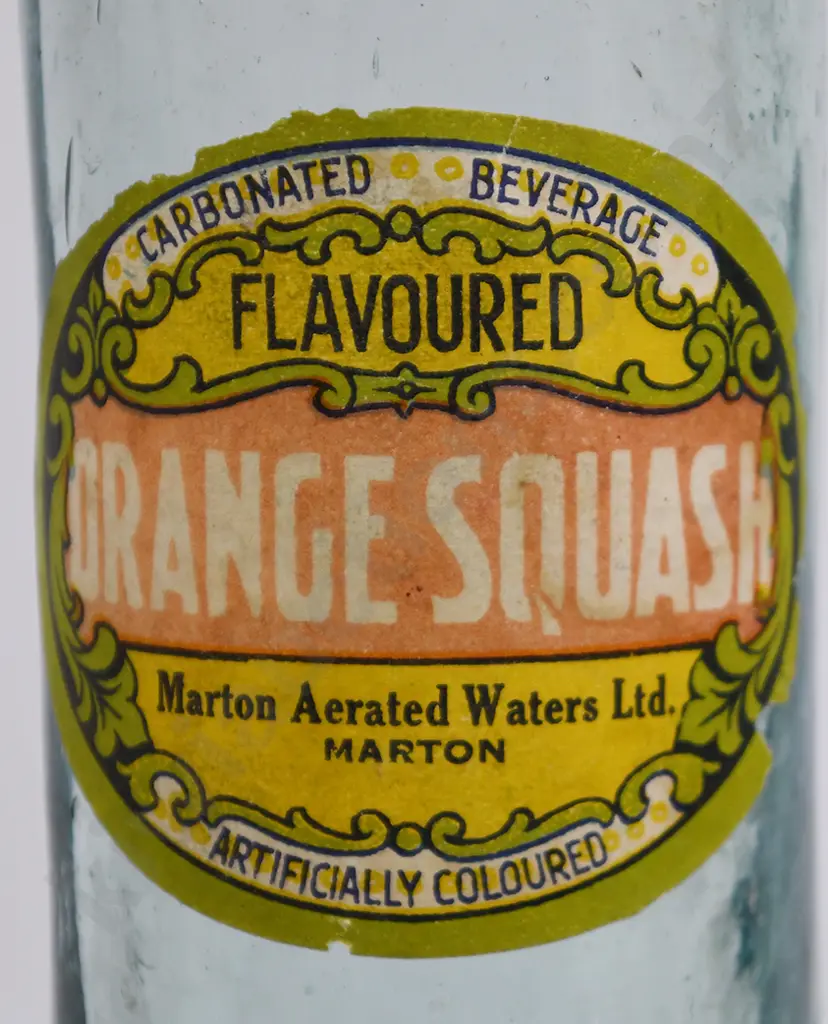 CARBONATED BEVERAGE
FLAVOURED
ORANGE SQUASH
Marton Aerated Waters Ltd.
MARTON
ARTIFICIALLY COLOURED